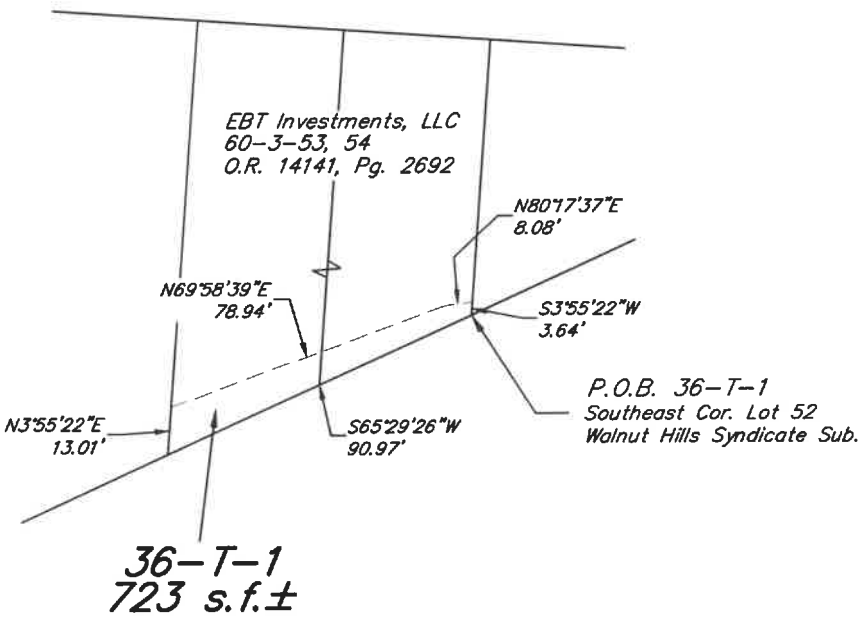 EBT Investments, LLC
60-3-53, 54
O.R. 14141, Pg. 2692
N80°17'37"E
8.08'
N69°58'39"E
78.94'
S3°55'22"W
3.64'
P.O.B. 36-T-1
Southeast Cor. Lot 52
Walnut Hills Syndicate Sub.
N3°55'22"E
13.01'
S65°29'26"W
90.97'
36-T-1
723 s.f.±